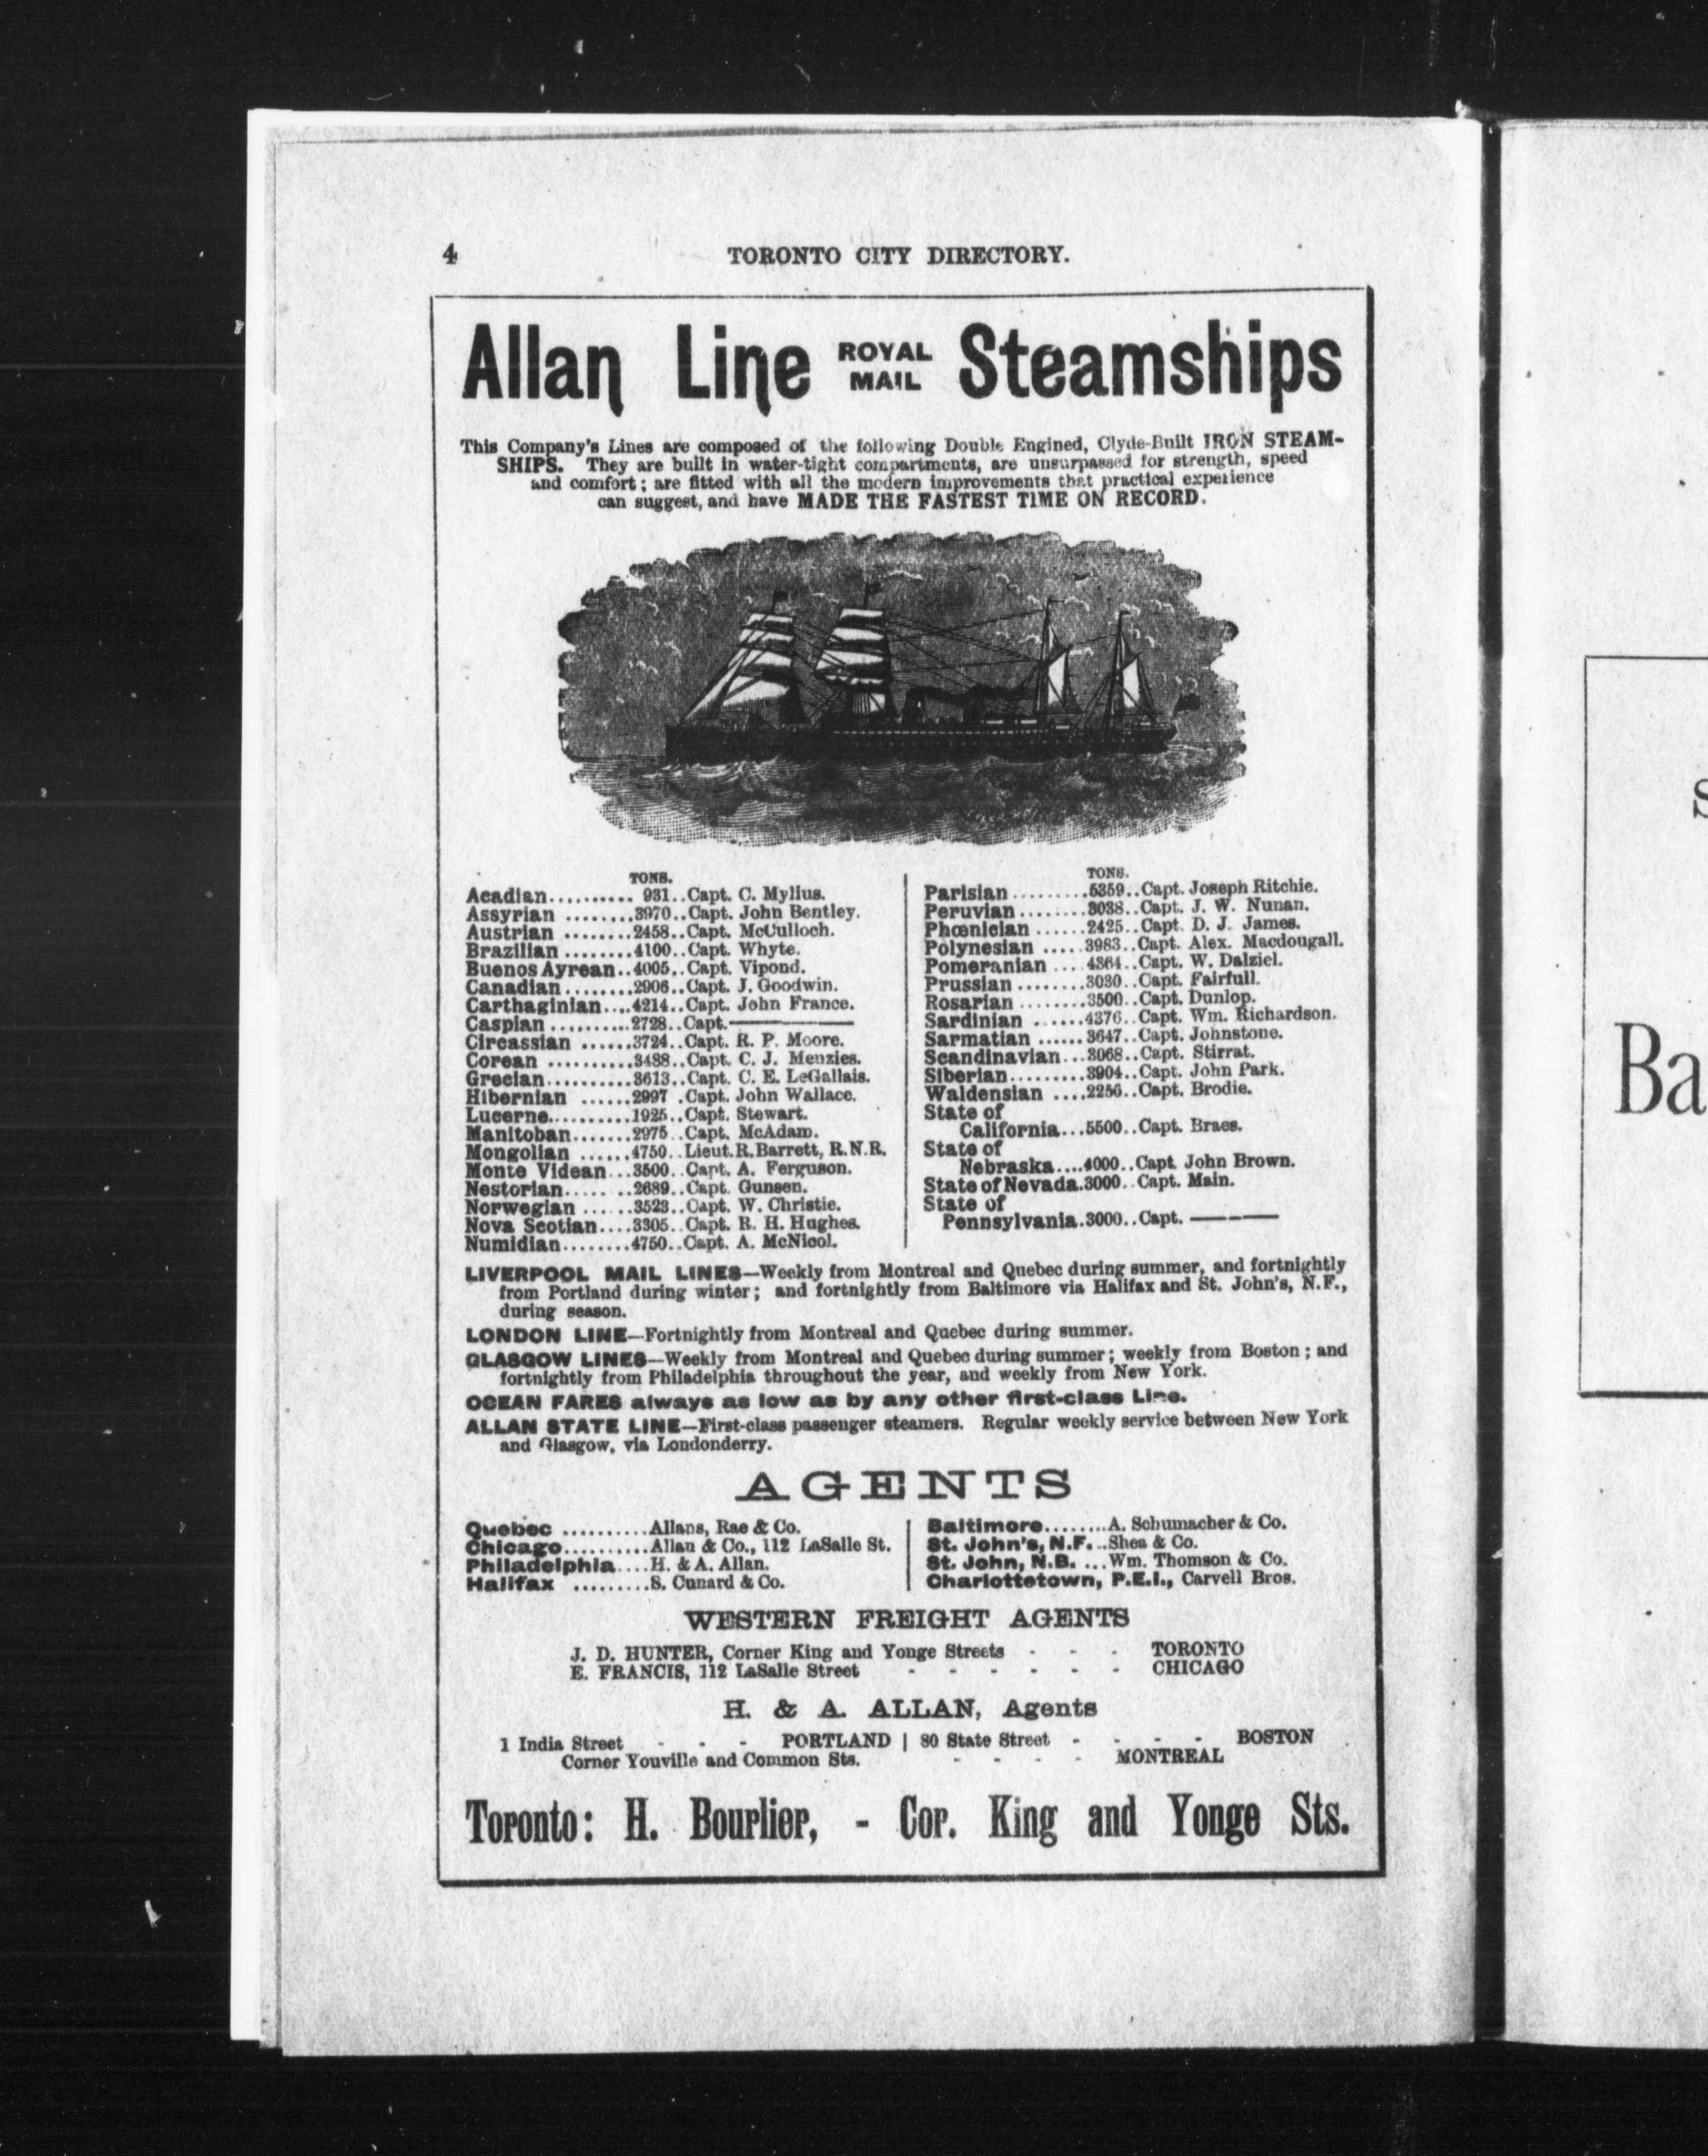 4
TORONTO CITY DIRECTORY.
Allan Line ROYAL MAIL Steamships
This Company's Lines are composed of the following Double Engined, Clyde-Built IRON STEAM-
SHIPS. They are built in water-tight compartments, are unsurpassed for strength, speed
and comfort; are fitted with all the modern improvements that practical experience
can suggest, and have MADE THE FASTEST TIME ON RECORD.
TONS.
Acadian.......... 931..Capt. C. Mylius.
Assyrian ........3970..Capt. John Bentley.
Austrian ........2458..Capt. McCulloch.
Brazilian ........4100..Capt. Whyte.
Buenos Ayrean..4005..Capt. Vipond.
Canadian........2906..Capt. J. Goodwin.
Carthaginian....4214..Capt. John France.
Caspian ..........2728..Capt.————
Circassian ......3724..Capt. R. P. Moore.
Corean ..........3488..Capt. C. J. Menzies.
Grecian..........3613..Capt. C. E. LeGallais.
Hibernian ......2997 .Capt. John Wallace.
Lucerne..........1925..Capt. Stewart.
Manitoban.......2975..Capt. McAdam.
Mongolian ......4750..Lieut. R. Barrett, R.N.R.
Monte Videan...3500..Capt. A. Ferguson.
Nestorian........2689..Capt. Gunsen.
Norwegian ......3523..Capt. W. Christie.
Nova Scotian....3305..Capt. R. H. Hughes.
Numidian........4750..Capt. A. McNicol.
TONS.
Parisian .........5359..Capt. Joseph Ritchie.
Peruvian ........3038..Capt. J. W. Nunan.
Phœnician ......2425..Capt. D. J. James.
Polynesian .....3983..Capt. Alex. Macdougall.
Pomeranian ....4364..Capt. W. Dalziel.
Prussian ........3030..Capt. Fairfull.
Rosarian ........3500..Capt. Dunlop.
Sardinian ......4376..Capt. Wm. Richardson.
Sarmatian ......3647..Capt. Johnstone.
Scandinavian...3068..Capt. Stirrat.
Siberian.........3904..Capt. John Park.
Waldensian ....2256..Capt. Brodie.
State of
California...5500..Capt. Braes.
State of
Nebraska....4000..Capt. John Brown.
State of Nevada.3000..Capt. Main.
State of
Pennsylvania.3000..Capt. ————
LIVERPOOL MAIL LINES—Weekly from Montreal and Quebec during summer, and fortnightly
from Portland during winter; and fortnightly from Baltimore via Halifax and St. John's, N.F.,
during season.
LONDON LINE—Fortnightly from Montreal and Quebec during summer.
GLASGOW LINES—Weekly from Montreal and Quebec during summer; weekly from Boston; and
fortnightly from Philadelphia throughout the year, and weekly from New York.
OCEAN FARES always as low as by any other first-class Line.
ALLAN STATE LINE—First-class passenger steamers. Regular weekly service between New York
and Glasgow, via Londonderry.
AGENTS
Quebec ..........Allans, Rae & Co.
Chicago..........Allan & Co., 112 LaSalle St.
Philadelphia....H. & A. Allan.
Halifax .........S. Cunard & Co.
Baltimore........A. Schumacher & Co.
St. John's, N.F...Shea & Co.
St. John, N.B. ...Wm. Thomson & Co.
Charlottetown, P.E.I., Carvell Bros.
WESTERN FREIGHT AGENTS
J. D. HUNTER, Corner King and Yonge Streets - - - TORONTO
E. FRANCIS, 112 LaSalle Street - - - - - - CHICAGO
H. & A. ALLAN, Agents
1 India Street - - - PORTLAND | 80 State Street - - - - BOSTON
Corner Youville and Common Sts. - - - - MONTREAL
Toronto: H. Bourlier, - Cor. King and Yonge Sts.
S
Ba